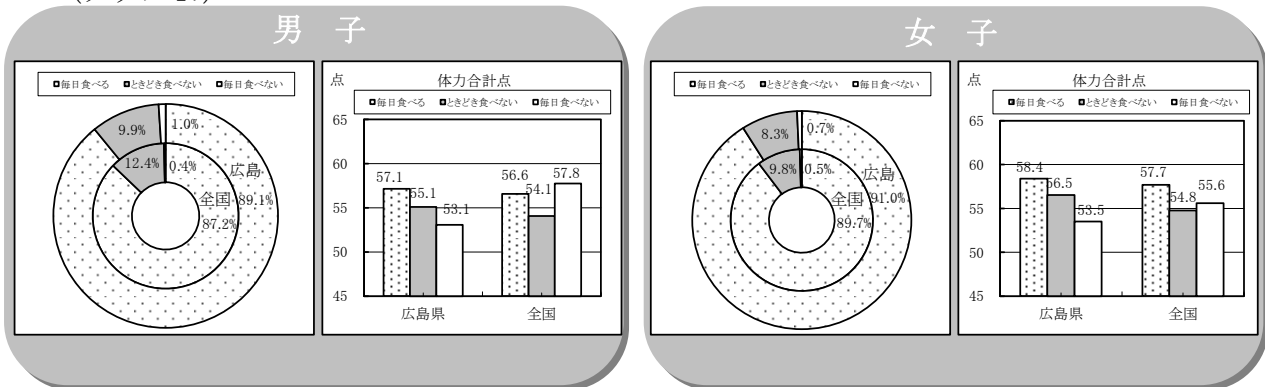 男 子
毎日食べる ときどき食べない 毎日食べない
9.9%
1.0%
12.4%
0.4%
広島
89.1%
全国
87.2%
点
体力合計点
毎日食べる ときどき食べない 毎日食べない
65
60
55
50
45
57.1
55.1
53.1
56.6
54.1
57.8
広島県
全国
女 子
毎日食べる ときどき食べない 毎日食べない
8.3%
0.7%
9.8%
0.5%
広島
91.0%
全国
89.7%
点
体力合計点
毎日食べる ときどき食べない 毎日食べない
65
60
55
50
45
58.4
56.5
53.5
57.7
54.8
55.6
広島県
全国